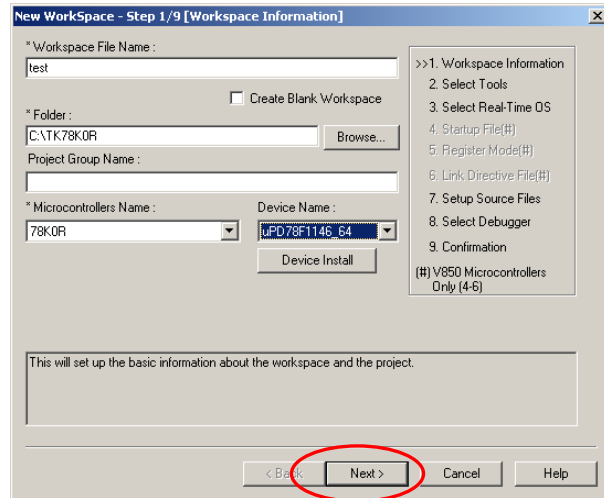 New WorkSpace - Step 1/9 [Workspace Information]
* Workspace File Name :
test
Create Blank Workspace
* Folder :
C:\TK78K0R
Browse...
Project Group Name :
* Microcontrollers Name :
Device Name :
78K0R
uPD78F1146_64
Device Install
>>1. Workspace Information
2. Select Tools
3. Select Real-Time OS
4. Startup File(#)
5. Register Mode(#)
6. Link Directive File(#)
7. Setup Source Files
8. Select Debugger
9. Confirmation
(#) V850 Microcontrollers
Only (4-6)
This will set up the basic information about the workspace and the project.
< Back
Next >
Cancel
Help